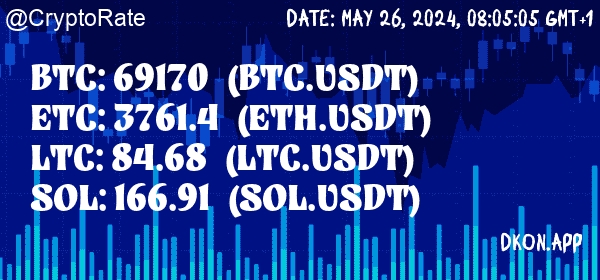 @CryptoRate
DATE: MAY 26, 2024, 08:05:05 GMT+1
BTC: 69170 (BTC.USDT)
ETC: 3761.4 (ETH.USDT)
LTC: 84.68 (LTC.USDT)
SOL: 166.91 (SOL.USDT)
DKON.APP